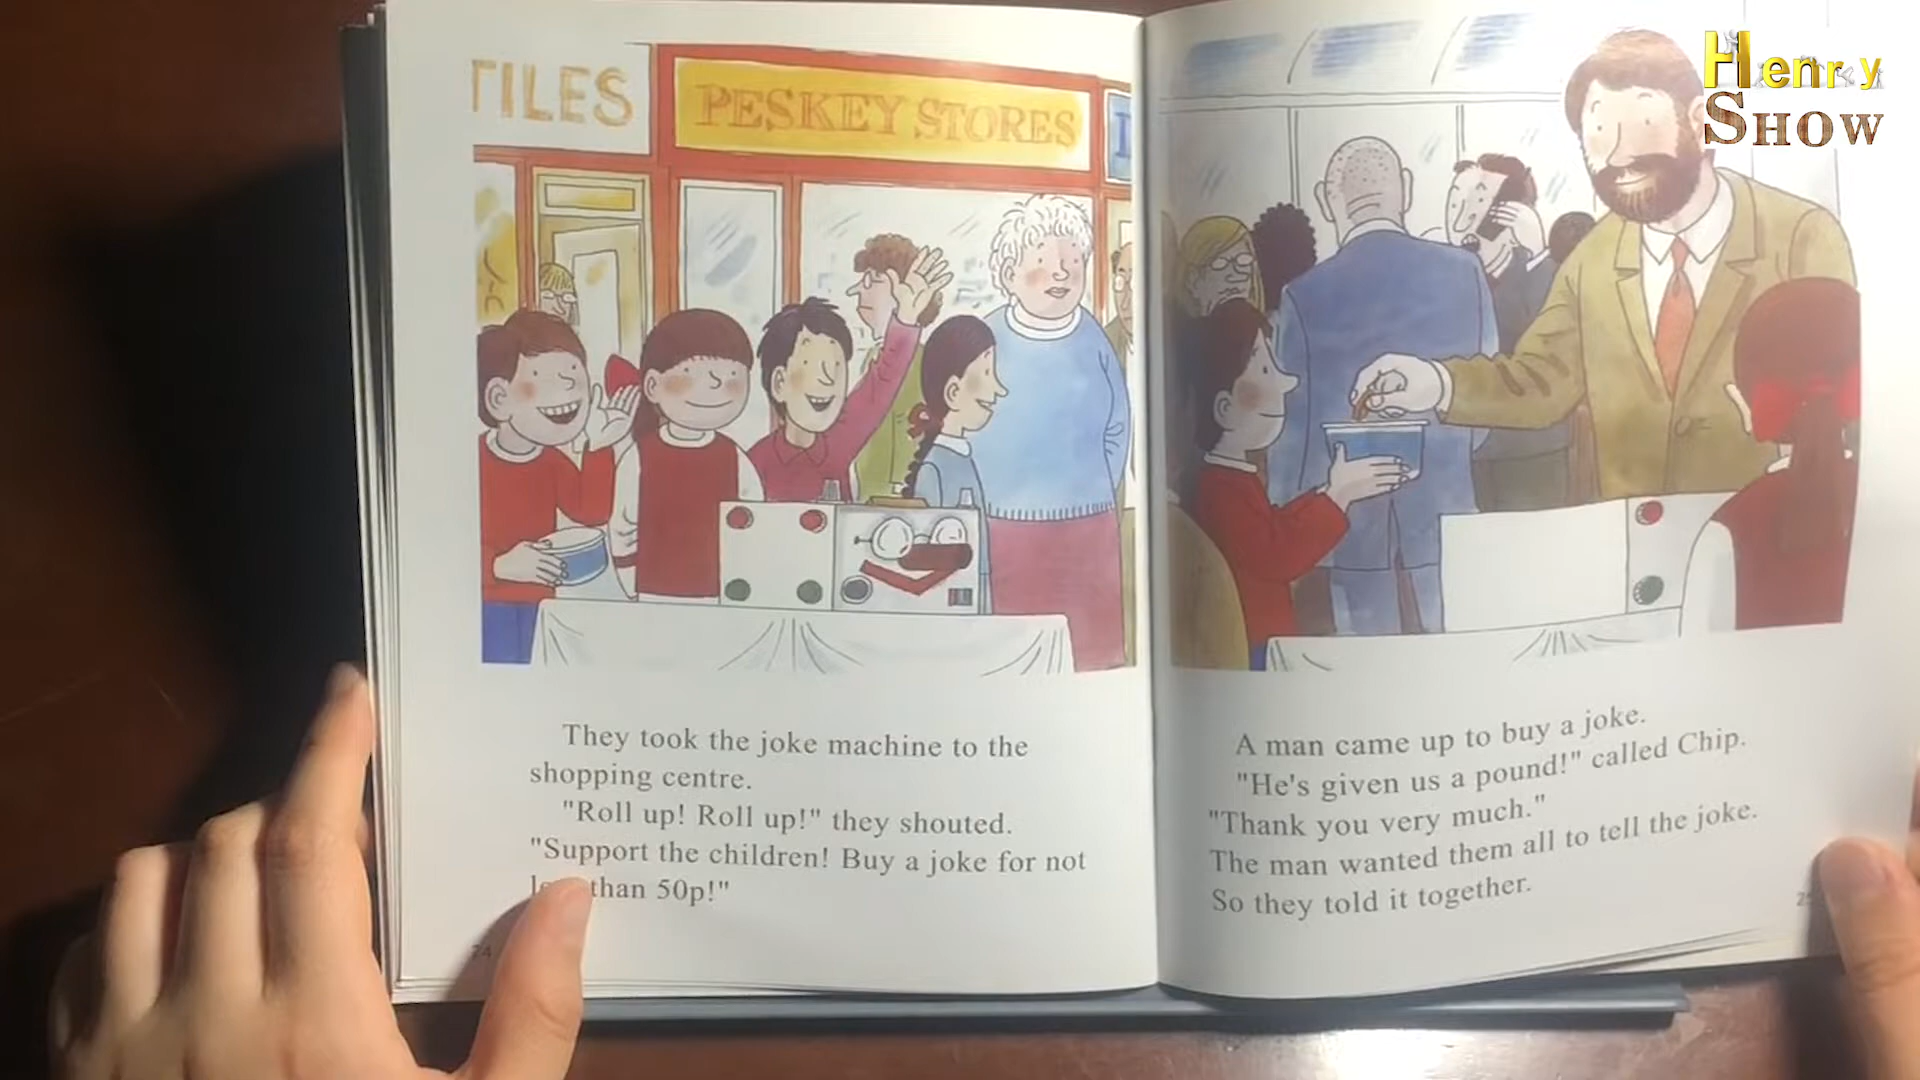 TILES
PESKEY STORES
They took the joke machine to the
shopping centre.
"Roll up! Roll up!" they shouted.
"Support the children! Buy a joke for not
than 50p!"
24
A man came up to buy a joke.
"He's given us a pound!" called Chip.
"Thank you very much."
The man wanted them all to tell the joke.
So they told it together.
Henry
SHOW